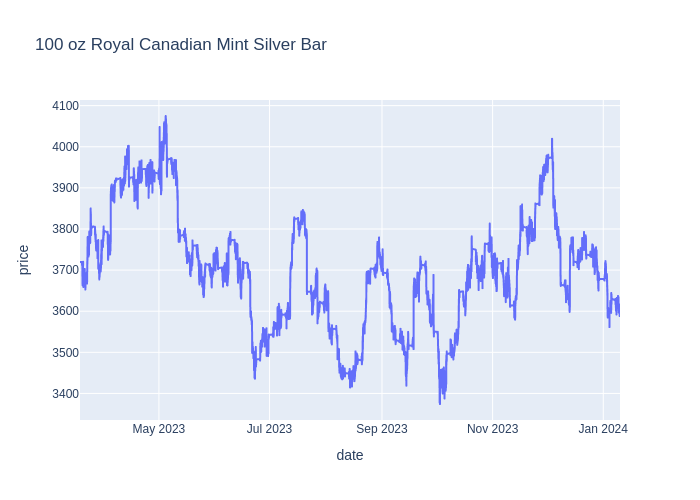 100 oz Royal Canadian Mint Silver Bar
4100
4000
3900
3800
3700
3600
3500
3400
price
May 2023
Jul 2023
Sep 2023
Nov 2023
Jan 2024
date